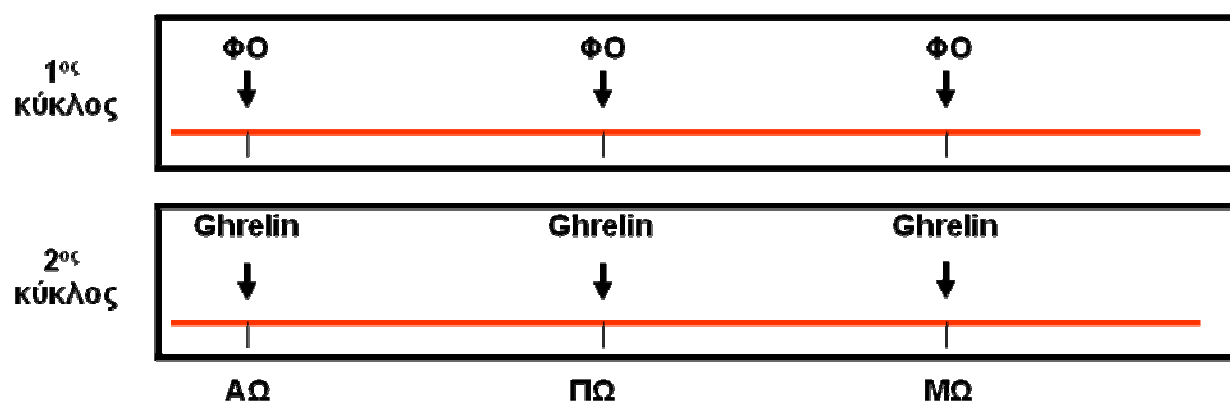 ΦΟ ΦΟ ΦΟ
1ος
κύκλος
Ghrelin Ghrelin Ghrelin
2ος
κύκλος
ΑΩ ΠΩ ΜΩ